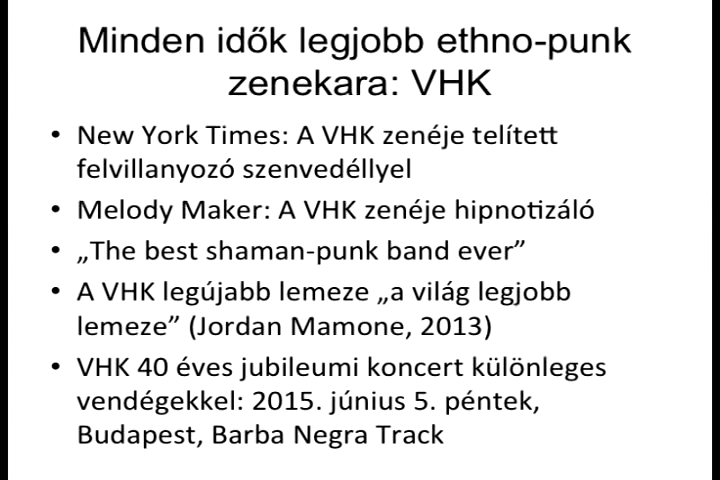 Minden idők legjobb ethno-punk
zenekara: VHK
• New York Times: A VHK zenéje telített
felvillanyozó szenvedéllyel
• Melody Maker: A VHK zenéje hipnotizáló
• „The best shaman-punk band ever”
• A VHK legújabb lemeze „a világ legjobb
lemeze” (Jordan Mamone, 2013)
• VHK 40 éves jubileumi koncert különleges
vendégekkel: 2015. június 5. péntek,
Budapest, Barba Negra Track